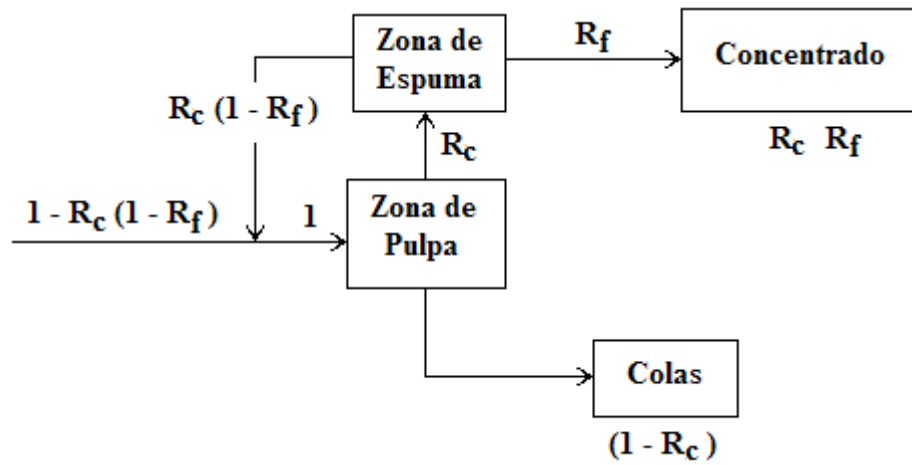 Zona de
Espuma
R_f
Concentrado
R_c (1 - R_f)
R_c
R_c R_f
1 - R_c (1 - R_f)
1
Zona de
Pulpa
Colas
(1 - R_c)